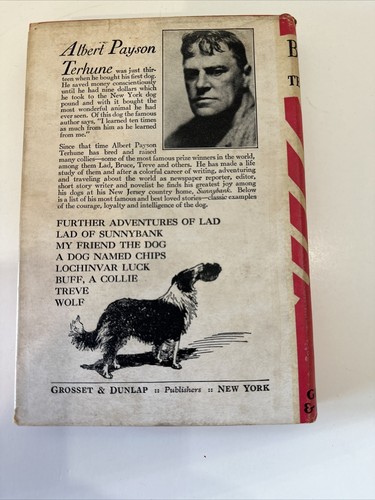 Albert Payson
Terhune was just thir-
teen when he bought his first dog.
He saved money conscientiously
until he had nine dollars which
he took to the New York dog
pound and with it bought the
most wonderful animal he had
ever seen. Of this dog the famous
author says, "I learned ten times
as much from him as he learned
from me."
Since that time Albert Payson
Terhune has bred and raised
many collies—some of the most famous prize winners in the world,
among them Lad, Bruce, Treve and others. He has made a life
study of them and after a colorful career of writing, adventuring
and traveling about the world as newspaper reporter, editor,
short story writer and novelist he finds his greatest joy among
his dogs at his New Jersey country home, Sunnybank. Below
is a list of his most famous and best loved stories—classic examples
of the courage, loyalty and intelligence of the dog.
FURTHER ADVENTURES OF LAD
LAD OF SUNNYBANK
MY FRIEND THE DOG
A DOG NAMED CHIPS
LOCHINVAR LUCK
BUFF, A COLLIE
TREVE
WOLF
GROSSET & DUNLAP :: Publishers :: NEW YORK
B
T
G
&